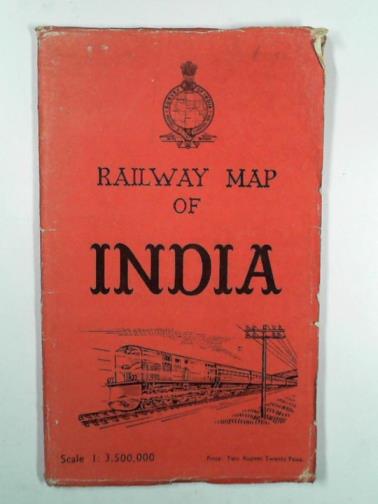 RAILWAY MAP
OF
INDIA
Scale 1: 3,500,000
Price: Two Rupees Twenty Paise.